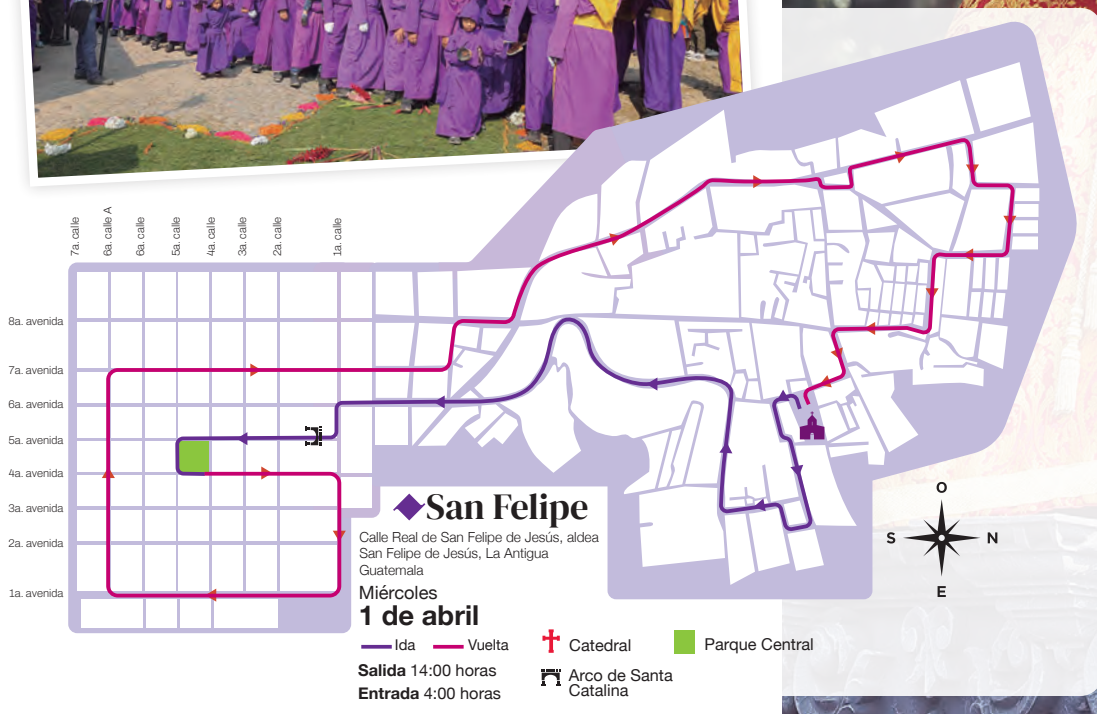 7a. calle
6a. calle A
6a. calle
5a. calle
4a. calle
3a. calle
2a. calle
1a. calle
8a. avenida
7a. avenida
6a. avenida
5a. avenida
4a. avenida
3a. avenida
2a. avenida
1a. avenida
San Felipe
Calle Real de San Felipe de Jesús, aldea
San Felipe de Jesús, La Antigua
Guatemala
Miércoles
1 de abril
Ida
Vuelta
Catedral
Parque Central
Salida 14:00 horas
Entrada 4:00 horas
Arco de Santa
Catalina
O
S
N
E